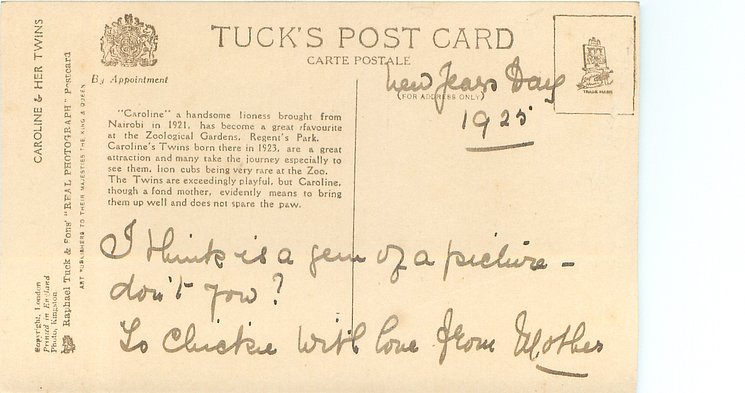 TUCK'S POST CARD
CARTE POSTALE
By Appointment
(FOR ADDRESS ONLY)
TRADE MARK
New Years Day
1925
"Caroline" a handsome lioness brought from
Nairobi in 1921, has become a great favourite
at the Zoological Gardens, Regent's Park.
Caroline's Twins born there in 1923, are a great
attraction and many take the journey especially to
see them, lion cubs being very rare at the Zoo.
The Twins are exceedingly playful, but Caroline,
though a fond mother, evidently means to bring
them up well and does not spare the paw.
I think is a gem of a picture –
don't you?
To Chickie with love from Mother
CAROLINE & HER TWINS
Raphael Tuck & Sons' "REAL PHOTOGRAPH" Postcard
ART PUBLISHERS TO THEIR MAJESTIES THE KING & QUEEN
Copyright, London
Printed in England
Photo, Kingston